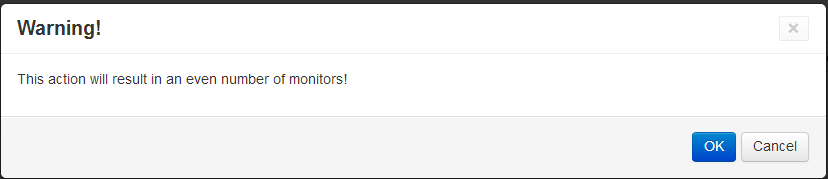 Warning!
×
This action will result in an even number of monitors!
OK
Cancel